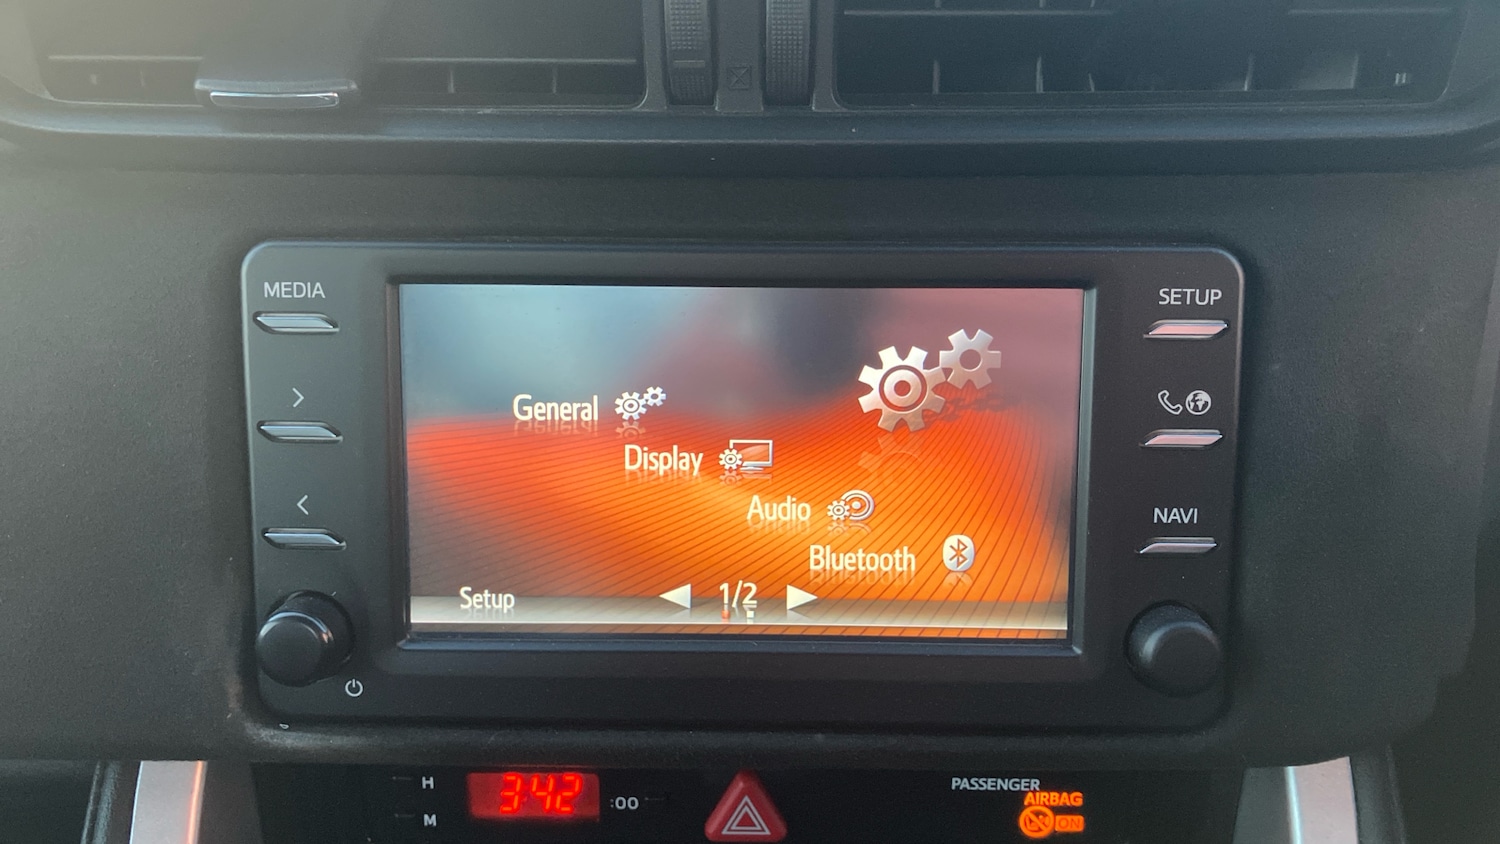 MEDIA
SETUP
General
Display
Audio
NAVI
Bluetooth
Setup
1/2
H
3:42
:00
M
PASSENGER
AIRBAG
ON